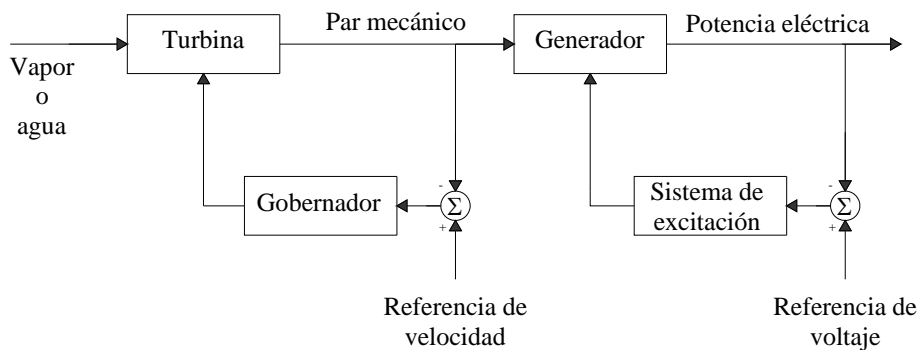 Turbina
Par mecánico
Generador
Potencia eléctrica
Vapor
o
agua
Gobernador
-
Σ
+
Sistema de
excitación
-
Σ
+
Referencia de
velocidad
Referencia de
voltaje